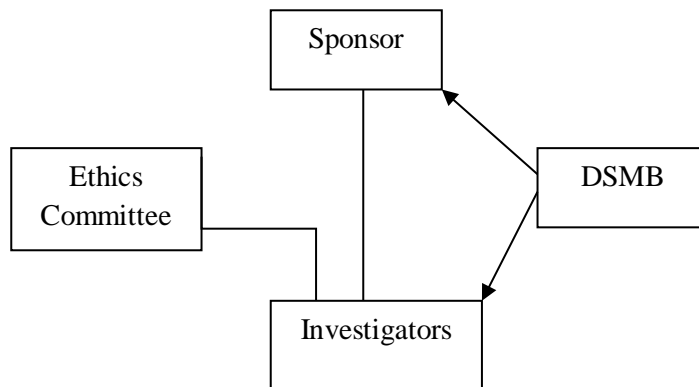 Sponsor
Ethics
Committee
DSMB
Investigators